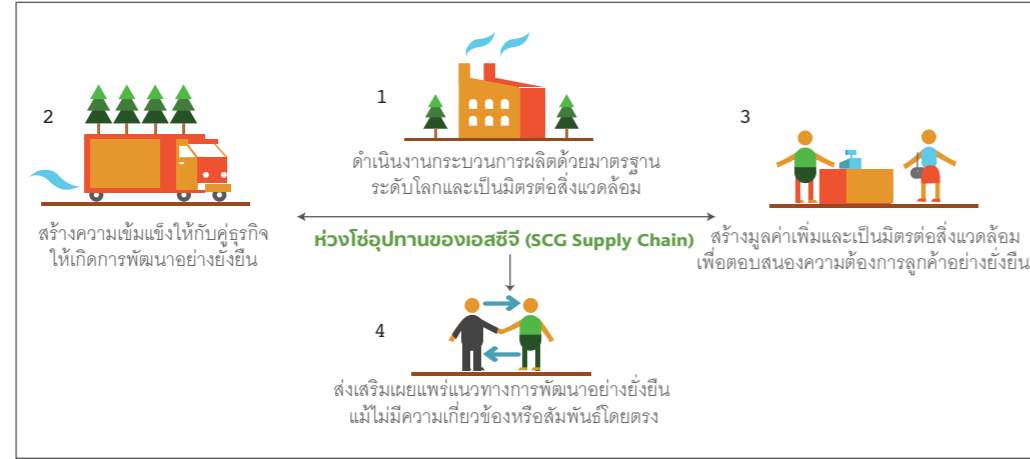 1
ดำเนินงานกระบวนการผลิตด้วยมาตรฐาน
ระดับโลกและเป็นมิตรต่อสิ่งแวดล้อม
2
สร้างความเข้มแข็งให้กับคู่ธุรกิจ
ให้เกิดการพัฒนาอย่างยั่งยืน
3
สร้างมูลค่าเพิ่มและเป็นมิตรต่อสิ่งแวดล้อม
เพื่อตอบสนองความต้องการลูกค้าอย่างยั่งยืน
ห่วงโซ่อุปทานของเอสซีจี (SCG Supply Chain)
4
ส่งเสริมเผยแพร่แนวทางการพัฒนาอย่างยั่งยืน
แม้ไม่มีความเกี่ยวข้องหรือสัมพันธ์โดยตรง